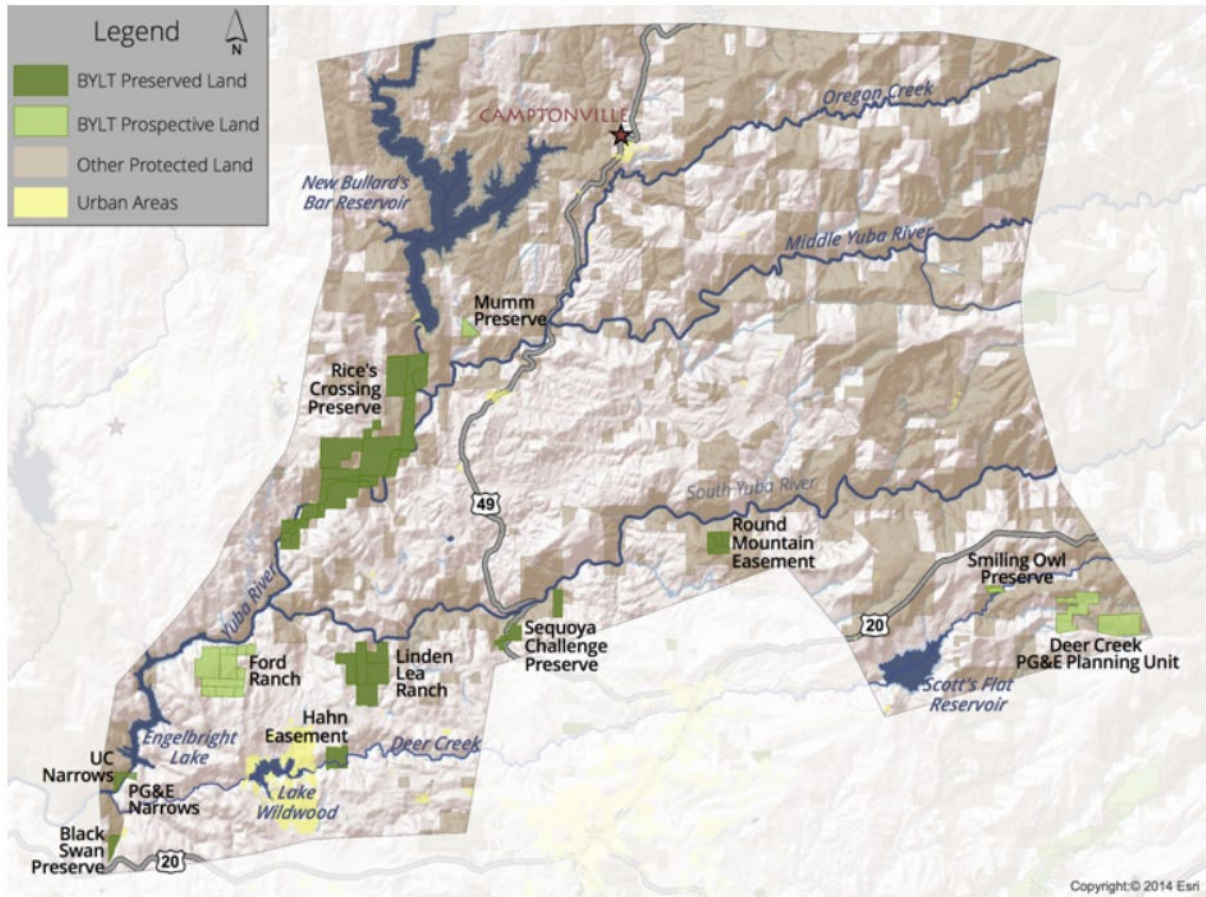 Legend
N
BYLT Preserved Land
BYLT Prospective Land
Other Protected Land
Urban Areas
CAMPTONVILLE
Oregon Creek
New Bullard's
Bar Reservoir
Middle Yuba River
Mumm
Preserve
Rice's
Crossing
Preserve
49
South Yuba River
Round
Mountain
Easement
Smiling Owl
Preserve
20
Yuba River
Sequoya
Challenge
Preserve
Deer Creek
PG&E Planning Unit
Ford
Ranch
Linden
Lea
Ranch
Scott's Flat
Reservoir
Hahn
Easement
Engelbright
Lake
Deer Creek
UC
Narrows
PG&E
Narrows
Lake
Wildwood
Black
Swan
Preserve
20
Copyright:© 2014 Esri